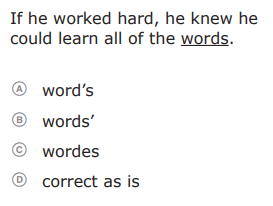 If he worked hard, he knew he
could learn all of the words.
A word's
B words'
C wordes
D correct as is